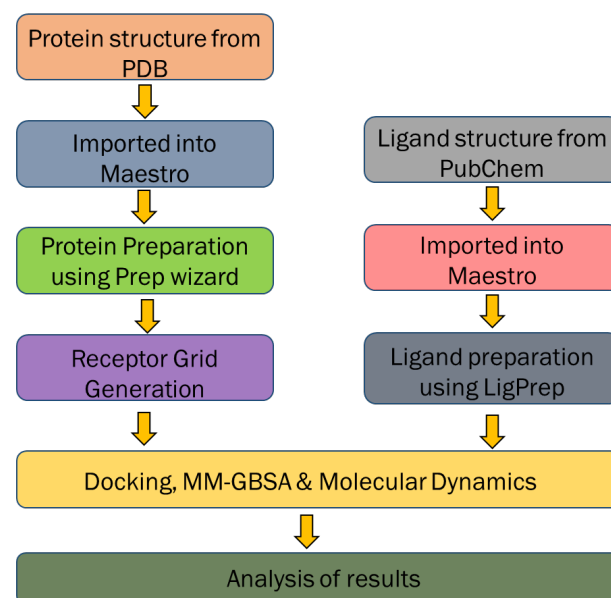 Protein structure from
PDB
Imported into
Maestro
Protein Preparation
using Prep wizard
Receptor Grid
Generation
Ligand structure from
PubChem
Imported into
Maestro
Ligand preparation
using LigPrep
Docking, MM-GBSA & Molecular Dynamics
Analysis of results